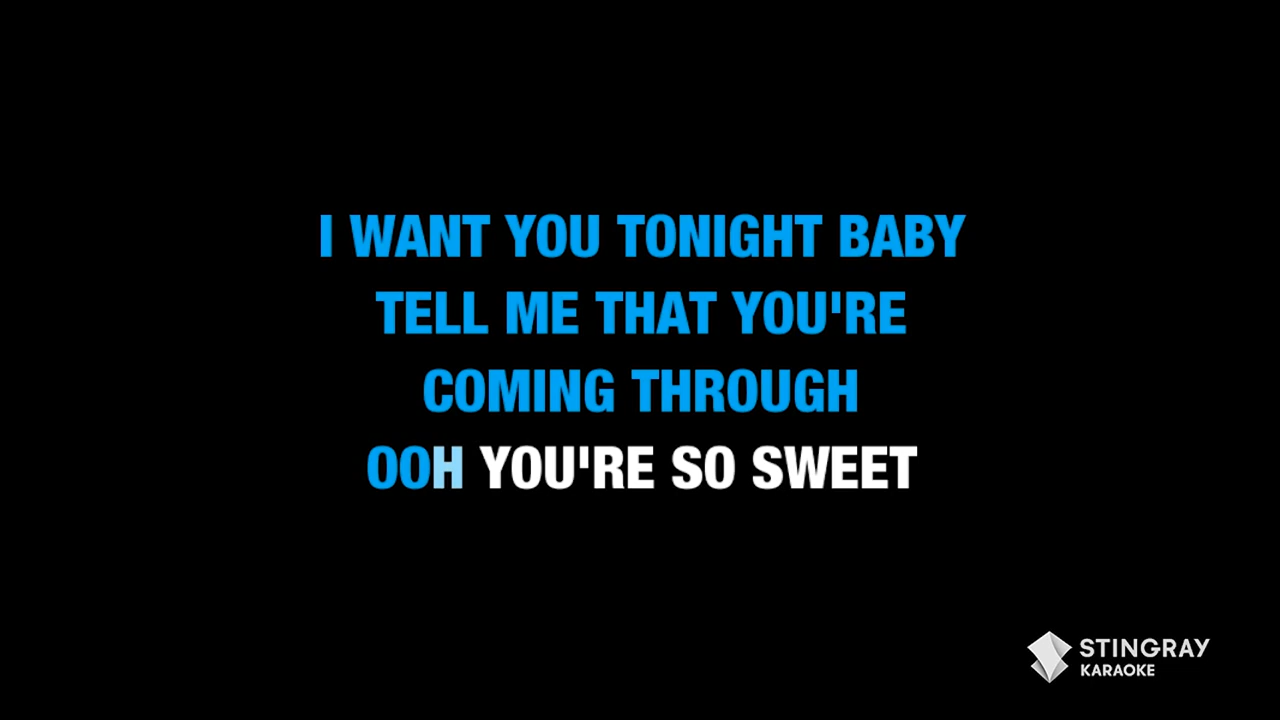 I WANT YOU TONIGHT BABY
TELL ME THAT YOU'RE
COMING THROUGH
OOH YOU'RE SO SWEET
STINGRAY
KARAOKE